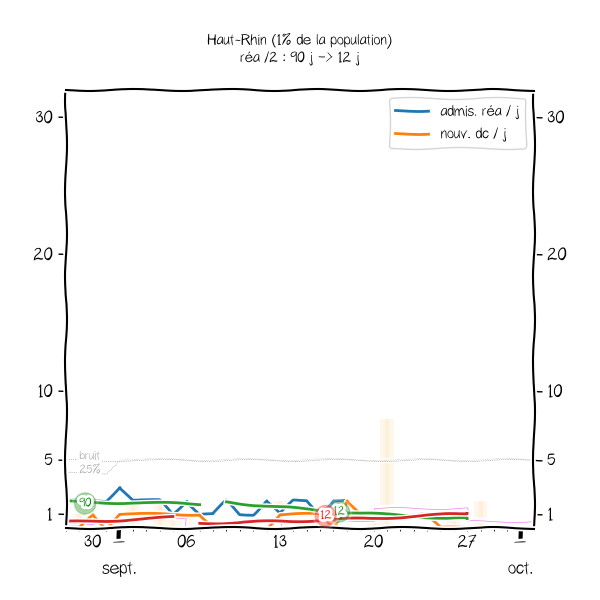 Haut-Rhin (1% de la population)
réa /2 : 90 j -> 12 j
admis. réa / j
nouv. dc / j
30 30
20 20
10 10
5 5
bruit
25%
1 1
90 12 12
30 06 13 20 27
sept. oct.